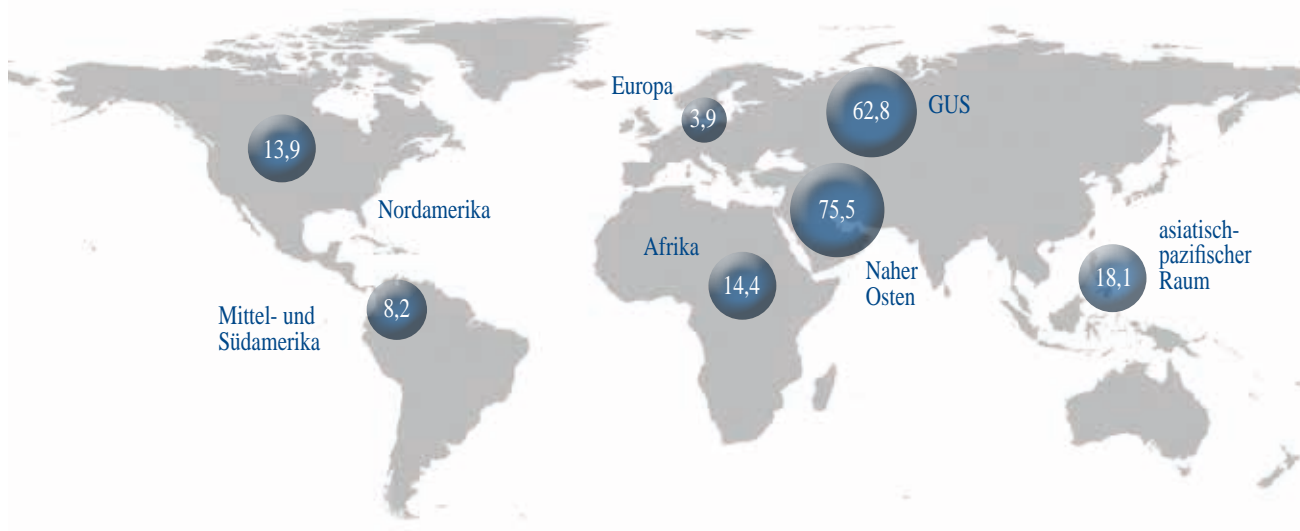 Europa
3,9
62,8
GUS
13,9
Nordamerika
75,5
Naher
Osten
Afrika
14,4
asiatisch-
pazifischer
Raum
18,1
8,2
Mittel- und
Südamerika